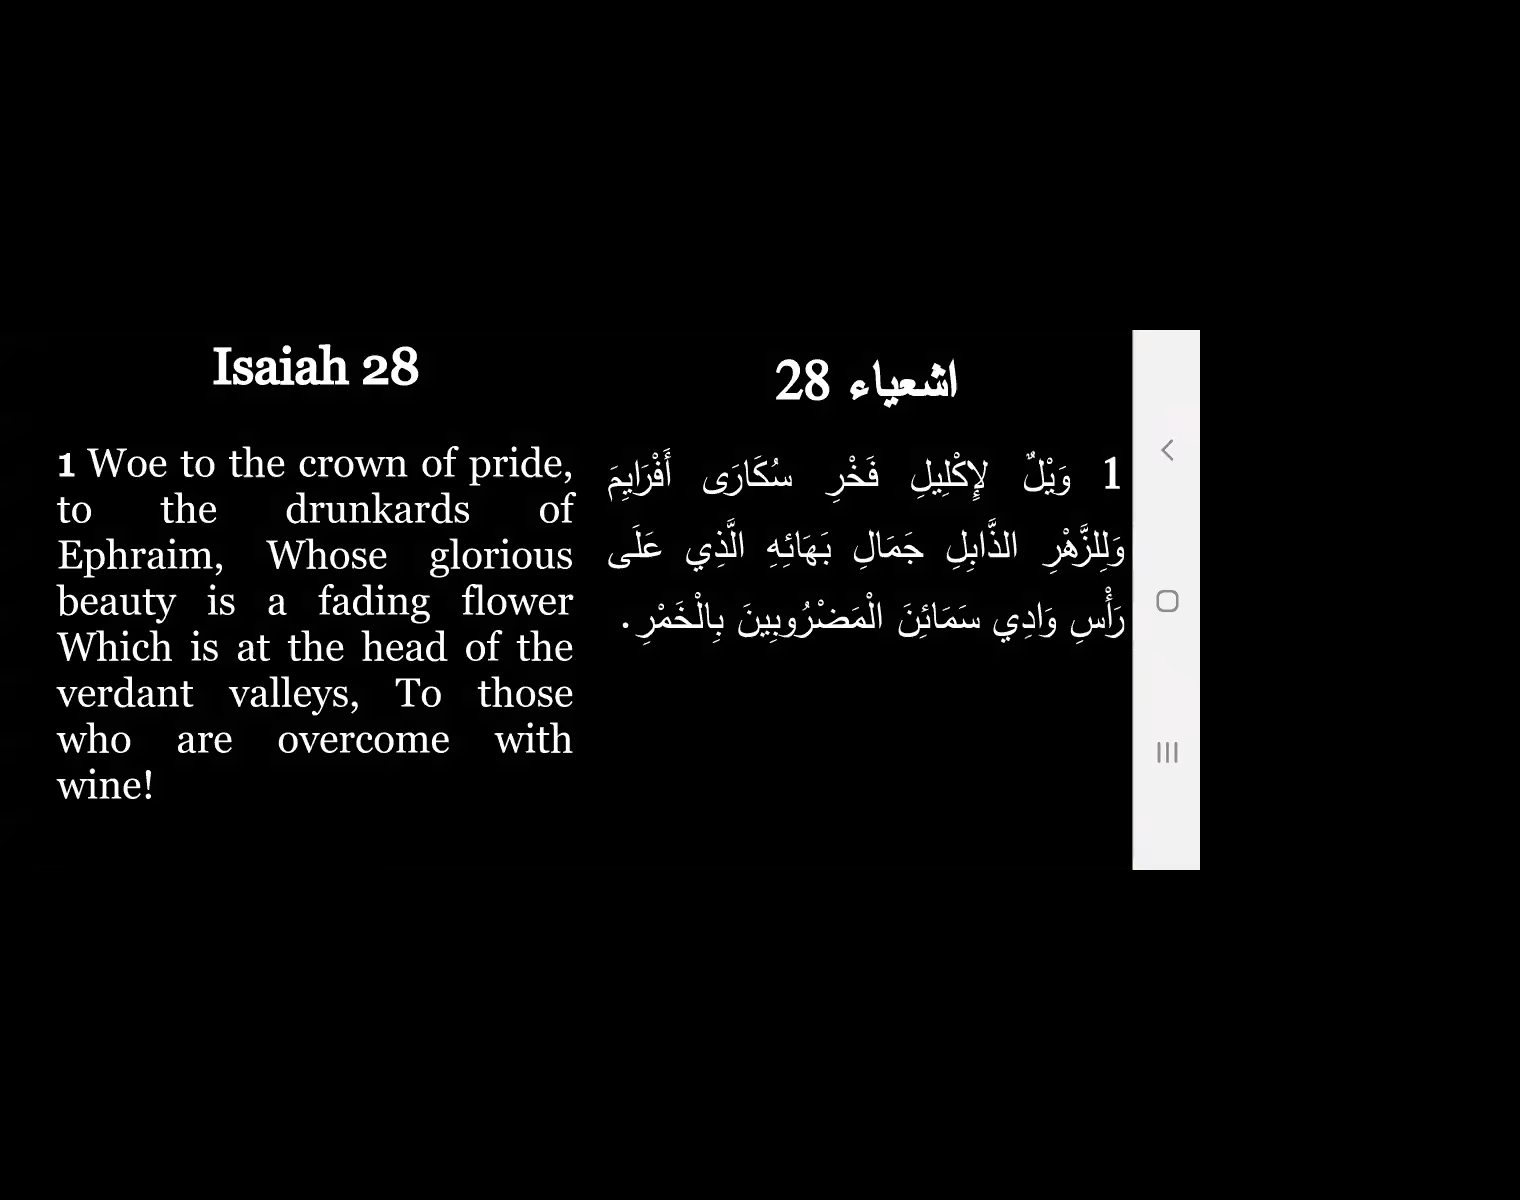 Isaiah 28
1 Woe to the crown of pride,
to the drunkards of
Ephraim, Whose glorious
beauty is a fading flower
Which is at the head of the
verdant valleys, To those
who are overcome with
wine!
اشعياء 28
1 وَيْلٌ لإِكْلِيلِ فَخْرِ سُكَارَى أَفْرَايِمَ
وَلِلزَّهْرِ الذَّابِلِ جَمَالِ بَهَائِهِ الَّذِي عَلَى
رَأْسِ وَادِي سَمَائِنَ الْمَضْرُوبِينَ بِالْخَمْرِ.